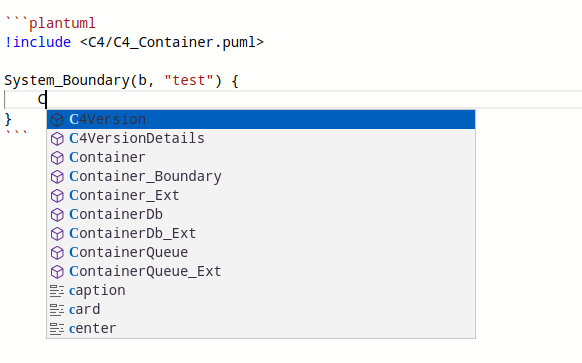 ```plantuml
!include <C4/C4_Container.puml>
System_Boundary(b, "test") {
C
}
```
C4Version
C4VersionDetails
Container
Container_Boundary
Container_Ext
ContainerDb
ContainerDb_Ext
ContainerQueue
ContainerQueue_Ext
caption
card
center